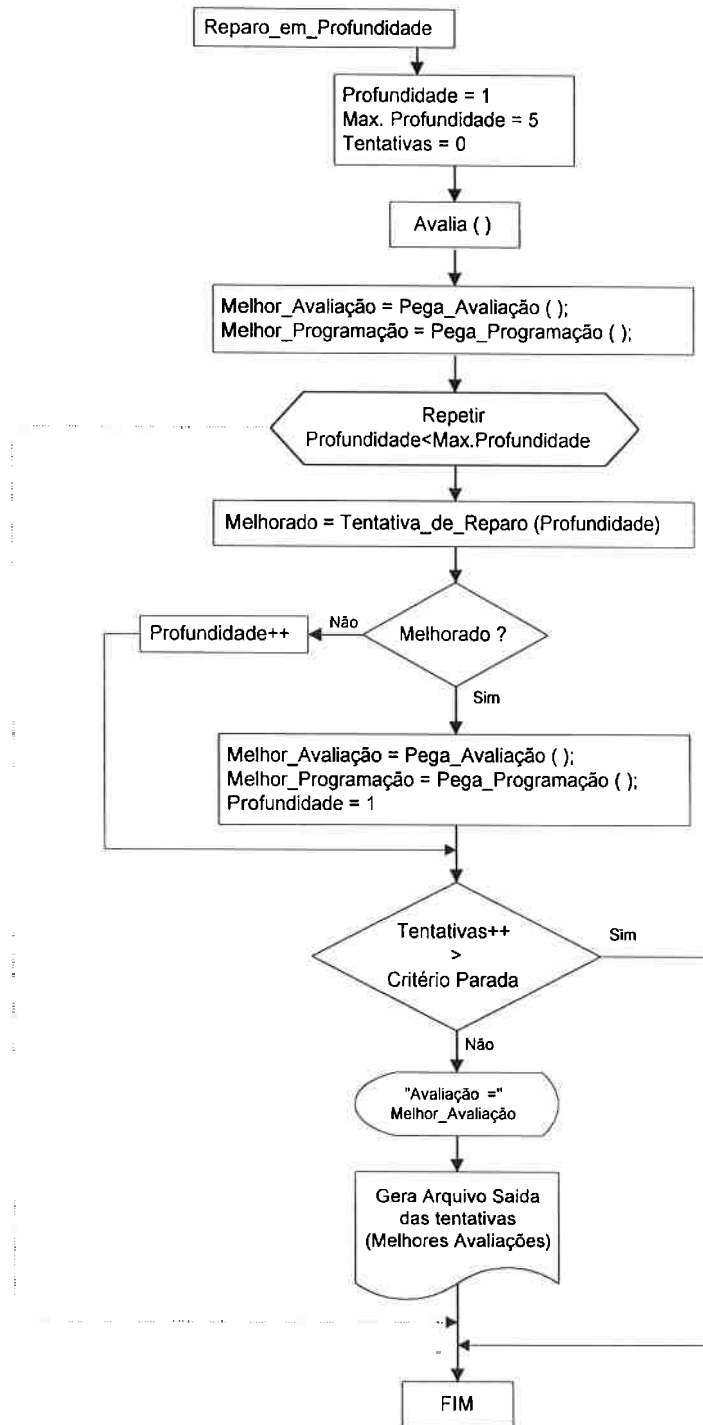 Reparo_em_Profundidade
Profundidade = 1
Max. Profundidade = 5
Tentativas = 0
Avalia ( )
Melhor_Avaliação = Pega_Avaliação ( );
Melhor_Programação = Pega_Programação ( );
Repetir
Profundidade<Max.Profundidade
Melhorado = Tentativa_de_Reparo (Profundidade)
Profundidade++
Não
Melhorado ?
Sim
Melhor_Avaliação = Pega_Avaliação ( );
Melhor_Programação = Pega_Programação ( );
Profundidade = 1
Tentativas++
>
Critério Parada
Sim
Não
"Avaliação ="
Melhor_Avaliação
Gera Arquivo Saida
das tentativas
(Melhores Avaliações)
FIM